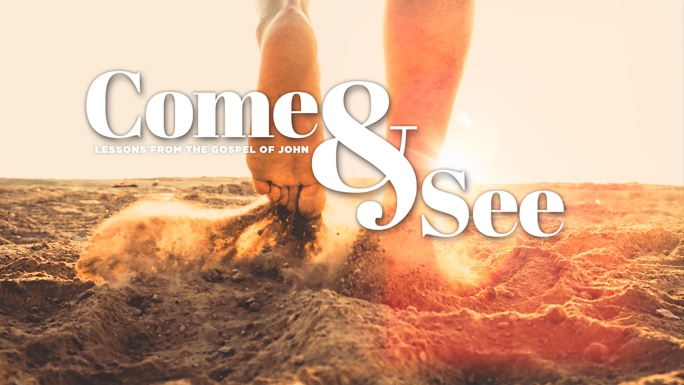 Come
&
LESSONS FROM THE GOSPEL OF JOHN
See